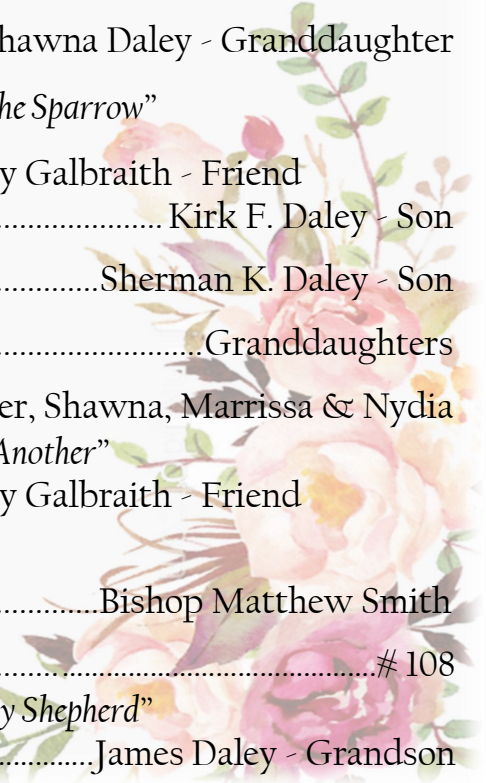 hawna Daley - Granddaughter
he Sparrow”
y Galbraith - Friend
........................ Kirk F. Daley - Son
...............Sherman K. Daley - Son
..............................Granddaughters
er, Shawna, Marrissa & Nydia
Another”
y Galbraith - Friend
...............Bishop Matthew Smith
........................................................# 108
y Shepherd”
..............James Daley - Grandson